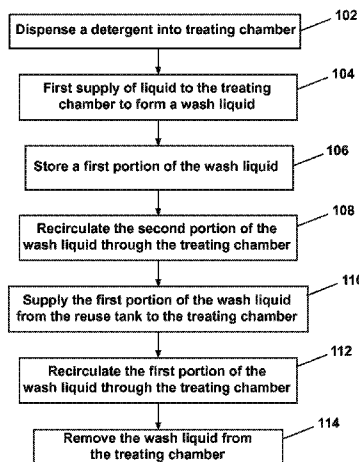 Dispense a detergent into treating chamber
102
First supply of liquid to the treating
chamber to form a wash liquid
104
Store a first portion of the wash liquid
106
Recirculate the second portion of the
wash liquid through the treating chamber
108
Supply the first portion of the wash liquid
from the reuse tank to the treating chamber
110
Recirculate the first portion of the
wash liquid through the treating chamber
112
Remove the wash liquid from
the treating chamber
114